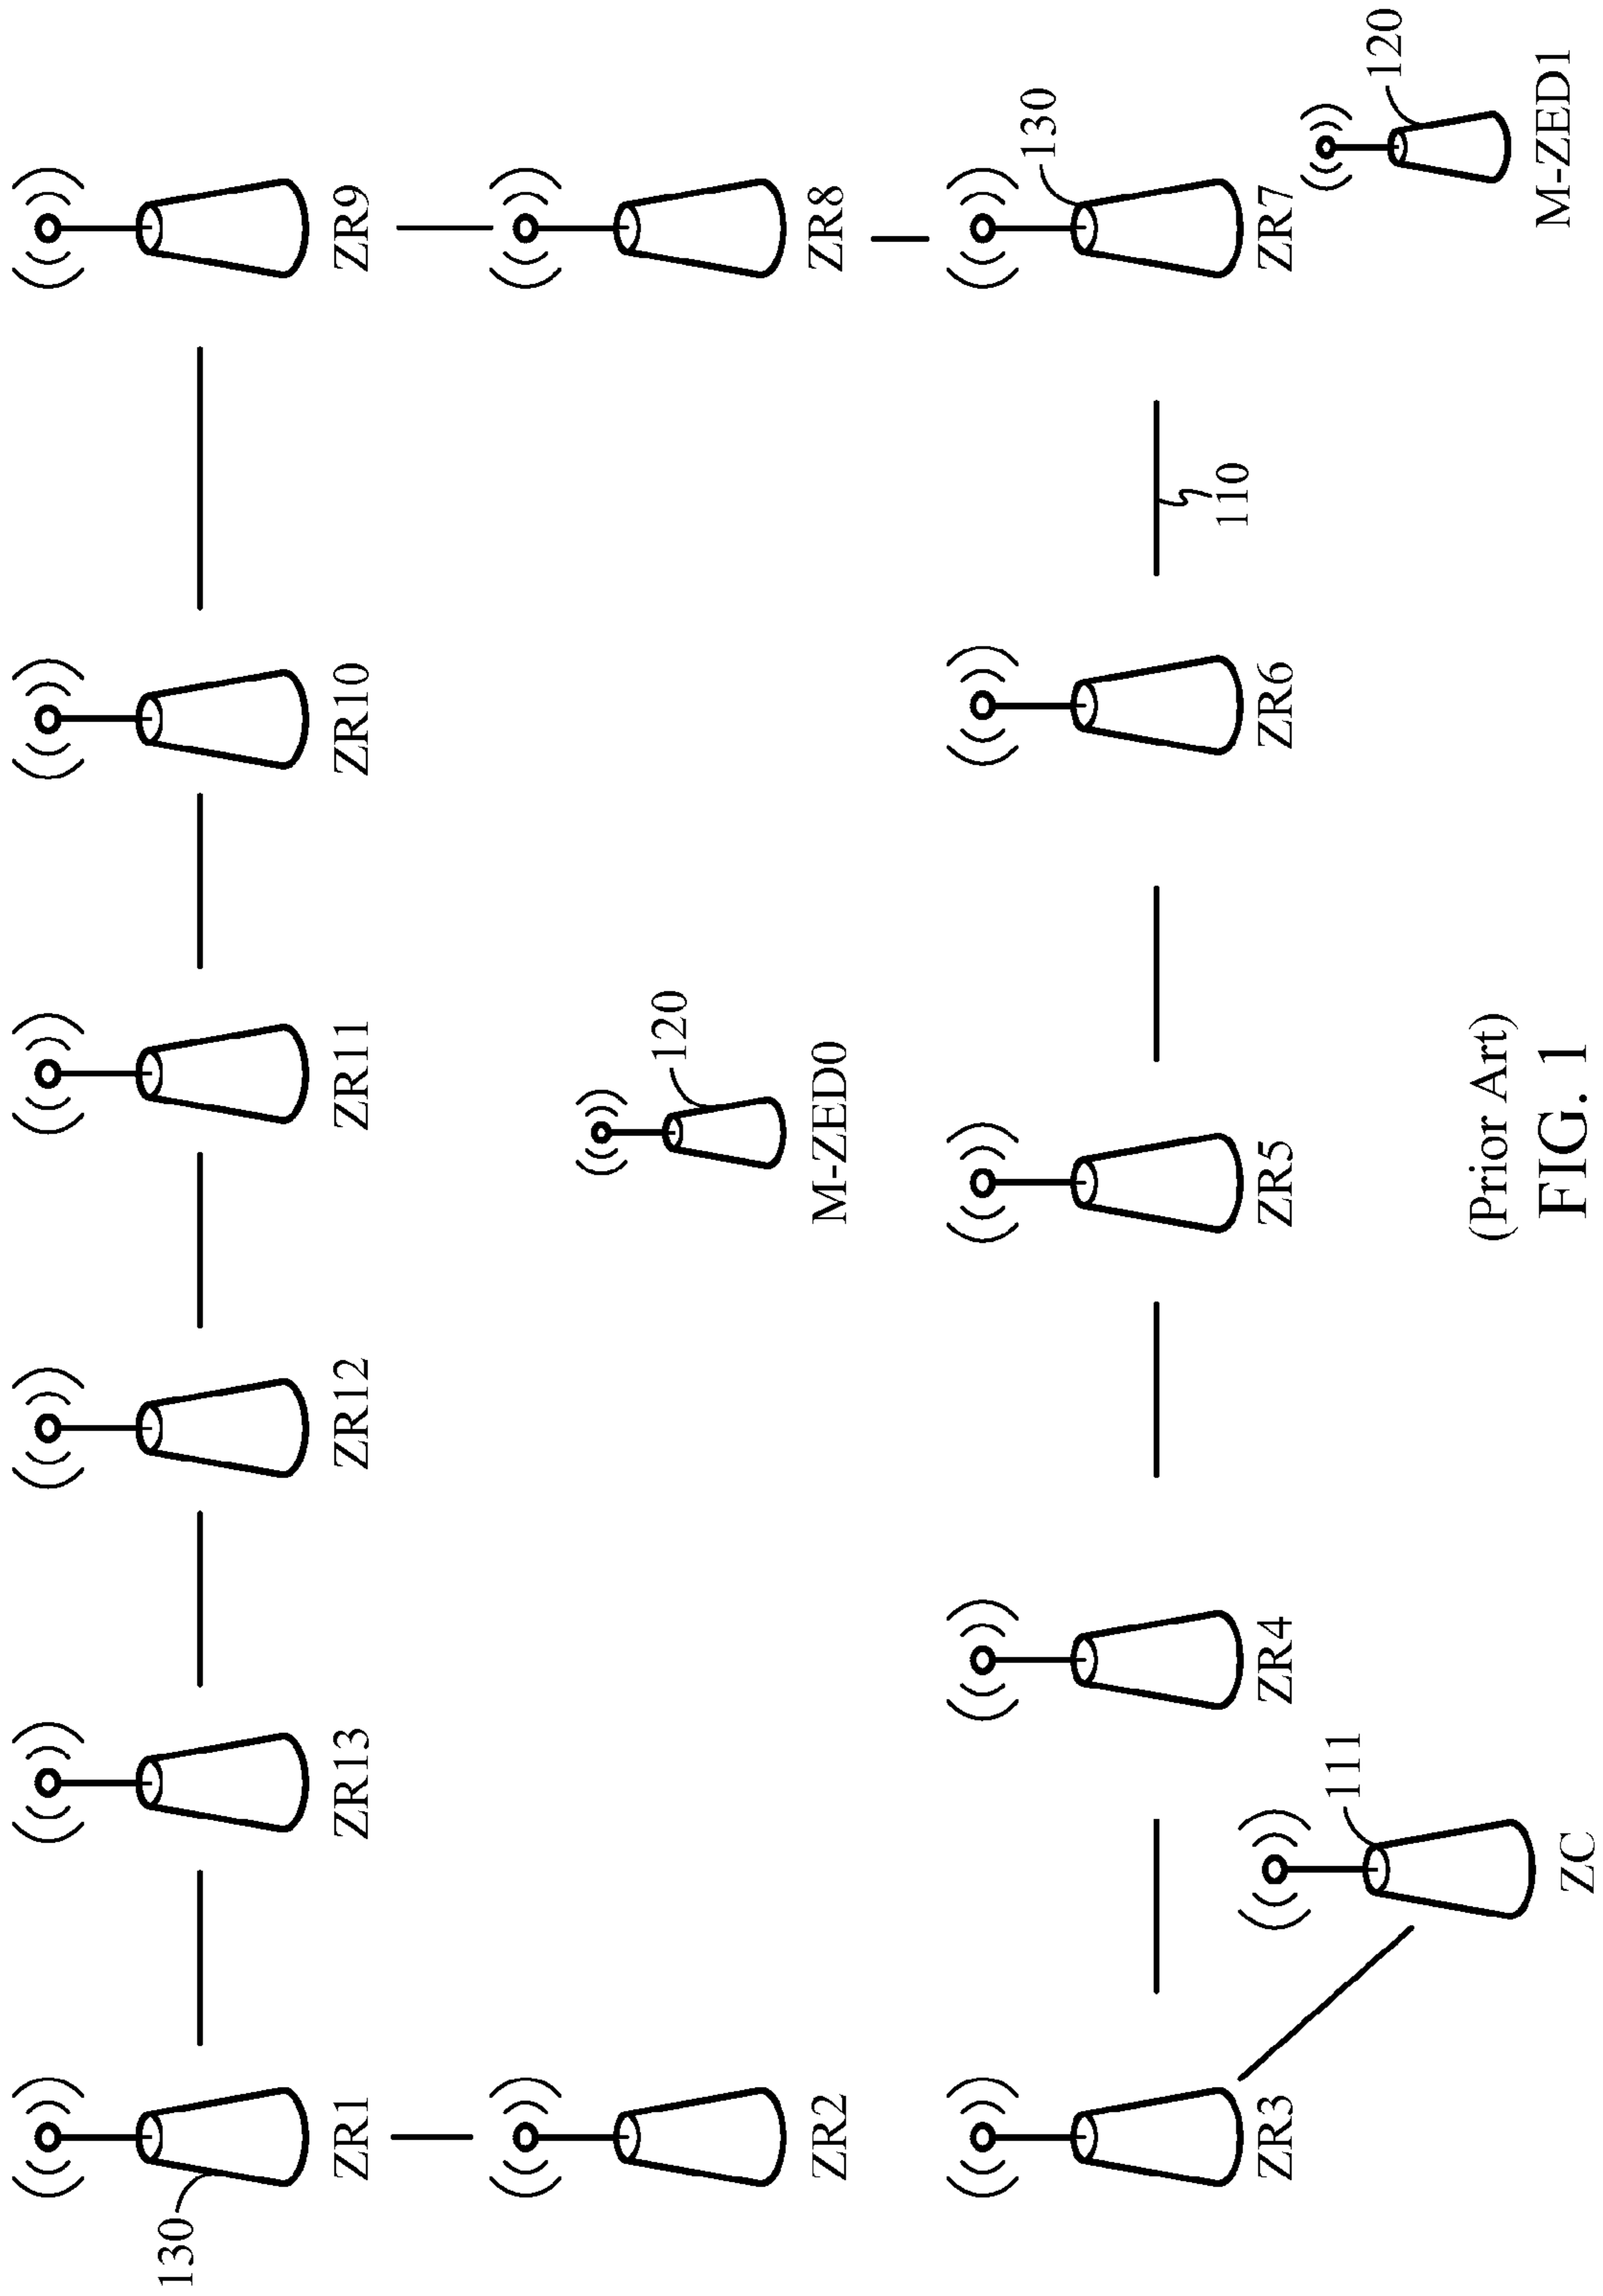 130
ZR1
ZR13
ZR12
ZR11
ZR10
ZR9
ZR2
M-ZED0
120
ZR8
ZR3
ZR4
ZR5
ZR6
ZR7
130
110
ZC
111
M-ZED1
120
(Prior Art)
FIG. 1